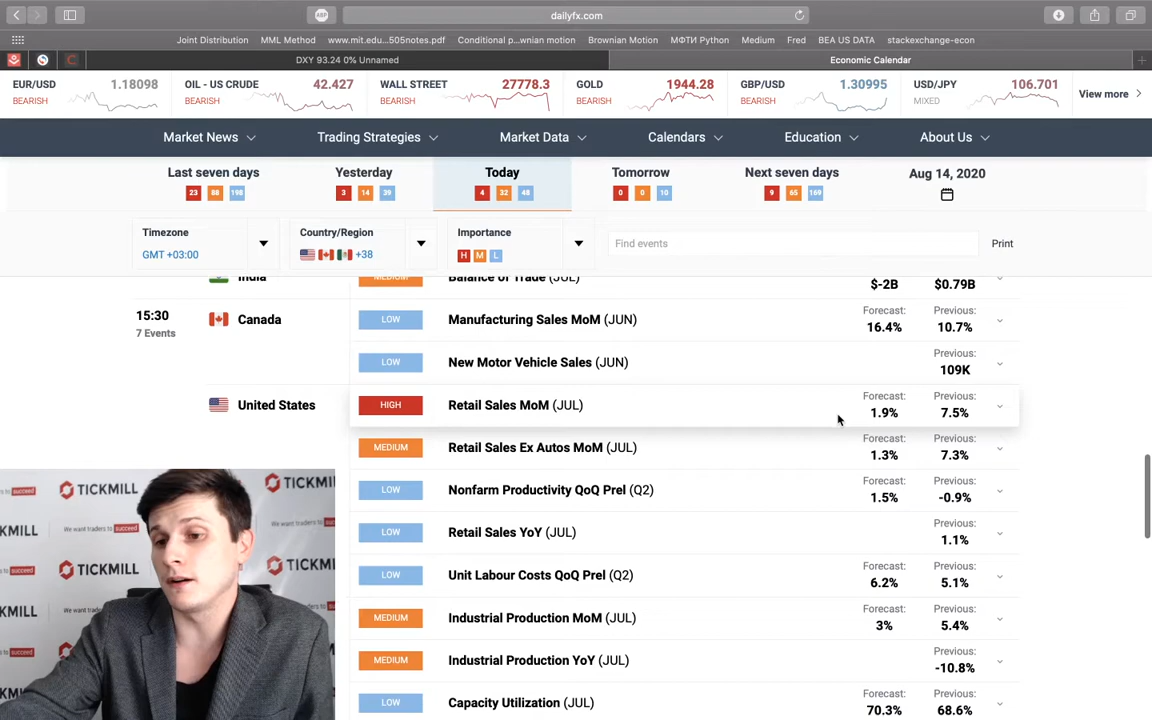 ABP
dailyfx.com
Joint Distribution
MML Method
www.mit.edu...505notes.pdf
Conditional p...wnian motion
Brownian Motion
МФТИ Python
Medium
Fred
BEA US DATA
stackexchange-econ
DXY 93.24 0% Unnamed
Economic Calendar
EUR/USD 1.18098
BEARISH
OIL - US CRUDE 42.427
BEARISH
WALL STREET 27778.3
BEARISH
GOLD 1944.28
BEARISH
GBP/USD 1.30995
BEARISH
USD/JPY 106.701
MIXED
View more
Market News
Trading Strategies
Market Data
Calendars
Education
About Us
Last seven days
23 88 198
Yesterday
3 14 39
Today
4 32 48
Tomorrow
0 0 10
Next seven days
9 65 169
Aug 14, 2020
Timezone
GMT +03:00
Country/Region
+38
Importance
H M L
Find events
Print
India
MEDIUM
Balance of Trade (JUL)
$-2B
$0.79B
15:30
7 Events
Canada
LOW
Manufacturing Sales MoM (JUN)
Forecast: 16.4%
Previous: 10.7%
LOW
New Motor Vehicle Sales (JUN)
Previous: 109K
United States
HIGH
Retail Sales MoM (JUL)
Forecast: 1.9%
Previous: 7.5%
MEDIUM
Retail Sales Ex Autos MoM (JUL)
Forecast: 1.3%
Previous: 7.3%
LOW
Nonfarm Productivity QoQ Prel (Q2)
Forecast: 1.5%
Previous: -0.9%
LOW
Retail Sales YoY (JUL)
Previous: 1.1%
LOW
Unit Labour Costs QoQ Prel (Q2)
Forecast: 6.2%
Previous: 5.1%
MEDIUM
Industrial Production MoM (JUL)
Forecast: 3%
Previous: 5.4%
MEDIUM
Industrial Production YoY (JUL)
Previous: -10.8%
LOW
Capacity Utilization (JUL)
Forecast: 70.3%
Previous: 68.6%
TICKMILL
We want traders to succeed
TICKMILL